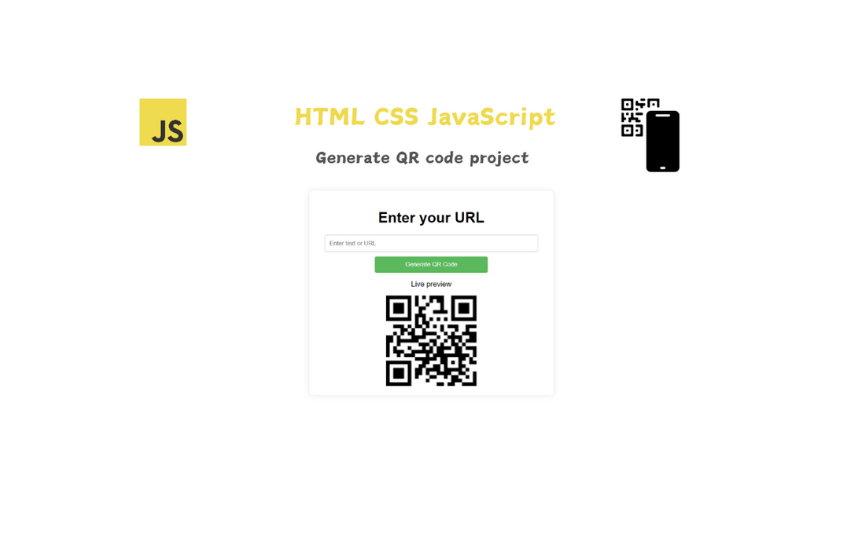 JS
HTML CSS JavaScript
Generate QR code project
Enter your URL
Enter text or URL
Generate QR Code
Live preview